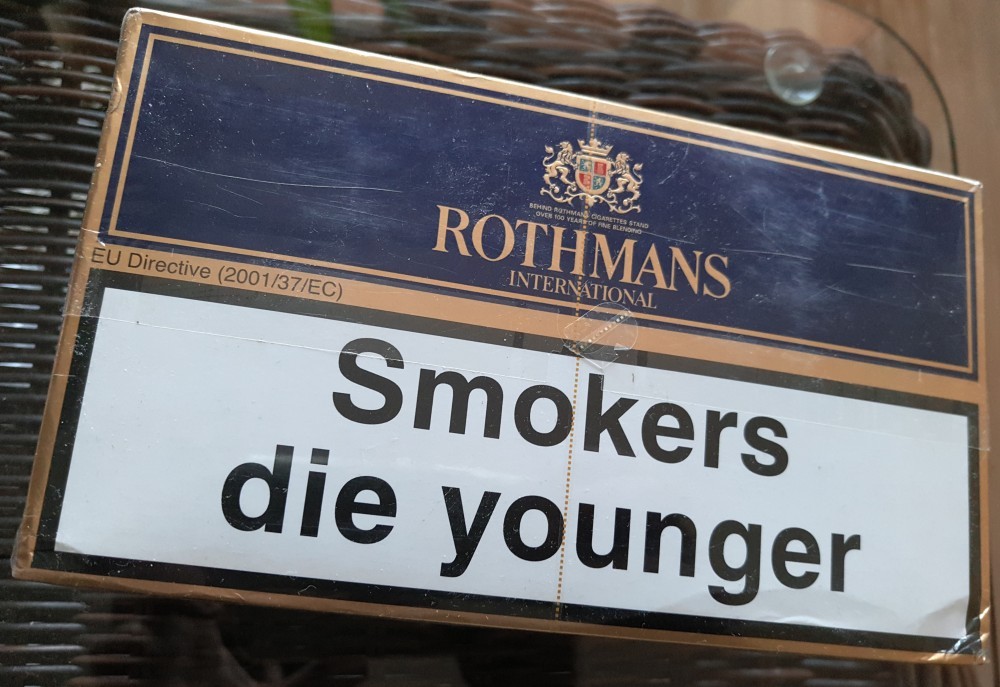 BEHIND ROTHMANS CIGARETTES STAND
OVER 100 YEARS OF FINE BLENDING
ROTHMANS
INTERNATIONAL
EU Directive (2001/37/EC)
Smokers
die younger